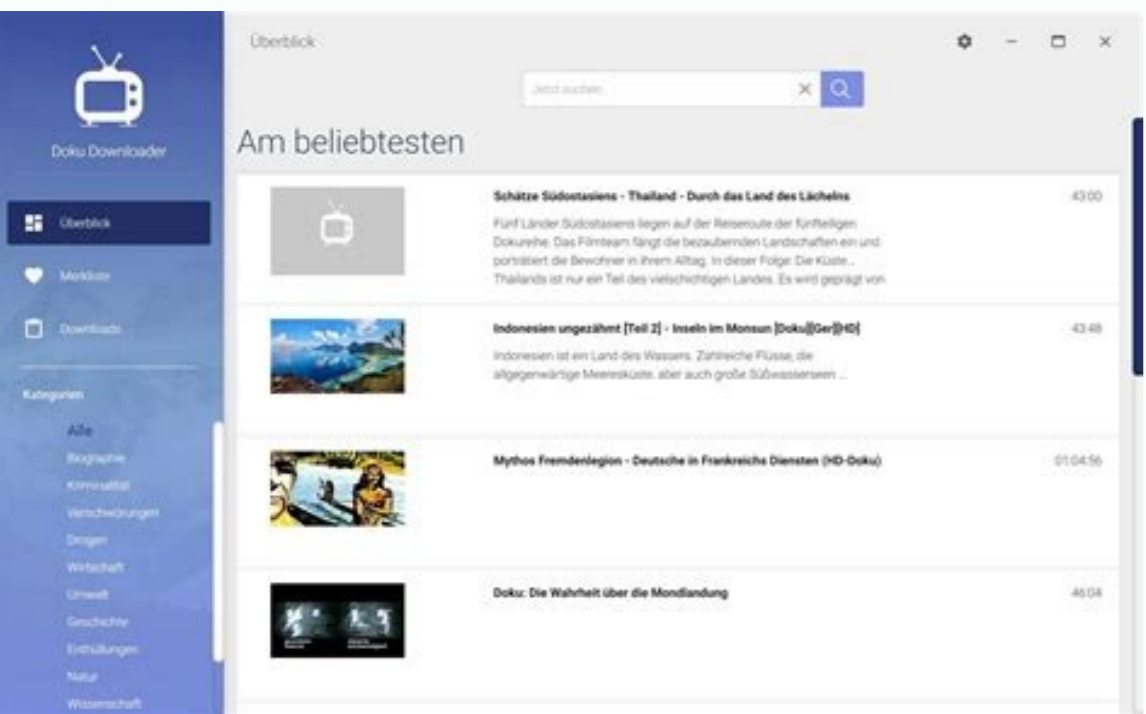 Doku Downloader
Überblick
Merkliste
Downloads
Kategorien
Alle
Biographie
Kriminalität
Verschwörungen
Drogen
Wirtschaft
Umwelt
Geschichte
Enthüllungen
Natur
Wissenschaft
Überblick
Jetzt suchen
Am beliebtesten
Schätze Südostasiens - Thailand - Durch das Land des Lächelns
43:00
Fünf Länder Südostasiens liegen auf der Reiseroute der fünfteiligen
Dokureihe. Das Filmteam fängt die bezaubernden Landschaften ein und
porträtiert die Bewohner in ihrem Alltag. In dieser Folge: Die Küste...
Thailands ist nur ein Teil des vielschichtigen Landes. Es wird geprägt von
Indonesien ungezähmt [Teil 2] - Inseln im Monsun [Doku][Ger][HD]
43:48
Indonesien ist ein Land des Wassers. Zahlreiche Flüsse, die
allgegenwärtige Meeresküste, aber auch große Süßwasserseen ...
Mythos Fremdenlegion - Deutsche in Frankreichs Diensten (HD-Doku)
01:04:56
Doku: Die Wahrheit über die Mondlandung
46:04